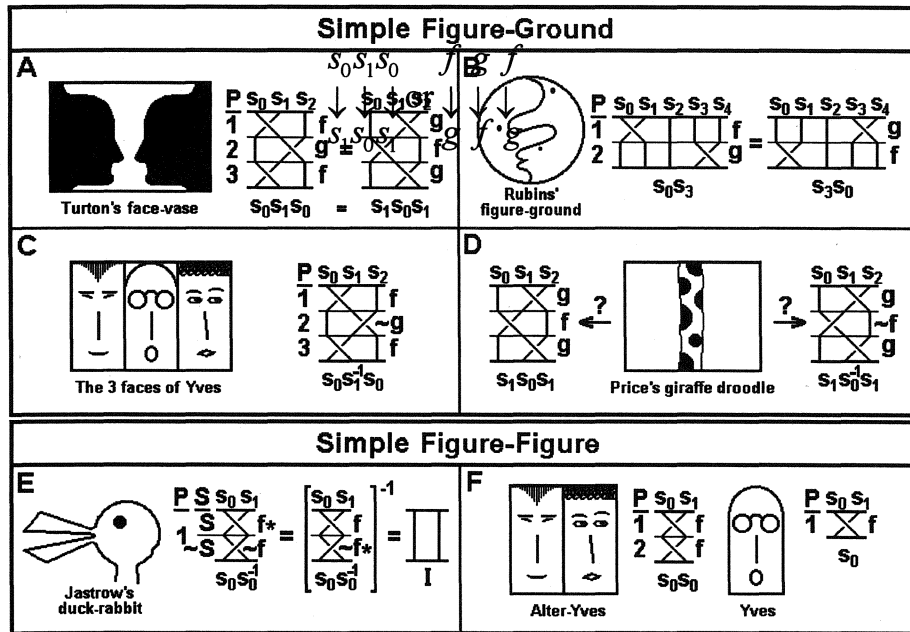 Simple Figure-Ground
A
P s₀ s₁ s₂
1 f
2 g
3 f
s₀s₁s₀ f g f
or
s₁s₀s₁ g f g
g
f
g
Turton's face-vase
s₀s₁s₀ = s₁s₀s₁
B
P s₀ s₁ s₂ s₃ s₄
1 f
2 g
=
s₀ s₁ s₂ s₃ s₄
g
f
Rubins'
figure-ground
s₀s₃
s₃s₀
C
P s₀ s₁ s₂
1 f
2 ~g
3 f
The 3 faces of Yves
s₀s₁⁻¹s₀
D
s₀ s₁ s₂
g
f
g
s₁s₀s₁
?
?
Price's giraffe droodle
s₀ s₁ s₂
g
~f
g
s₁s₀⁻¹s₁
Simple Figure-Figure
E
P S s₀ s₁
1 S f*
~S ~f
s₀s₀⁻¹
=
s₀ s₁
f
~f*
s₀s₀⁻¹
-1
=
I
Jastrow's
duck-rabbit
F
P s₀ s₁
1 f
2 f
s₀s₀
Alter-Yves
Yves
P s₀ s₁
1 f
s₀